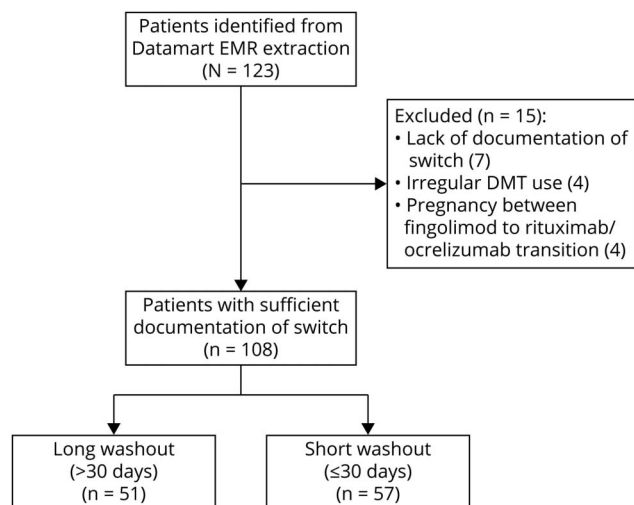 Patients identified from
Datamart EMR extraction
(N = 123)
Excluded (n = 15):
• Lack of documentation of
switch (7)
• Irregular DMT use (4)
• Pregnancy between
fingolimod to rituximab/
ocrelizumab transition (4)
Patients with sufficient
documentation of switch
(n = 108)
Long washout
(>30 days)
(n = 51)
Short washout
(≤30 days)
(n = 57)